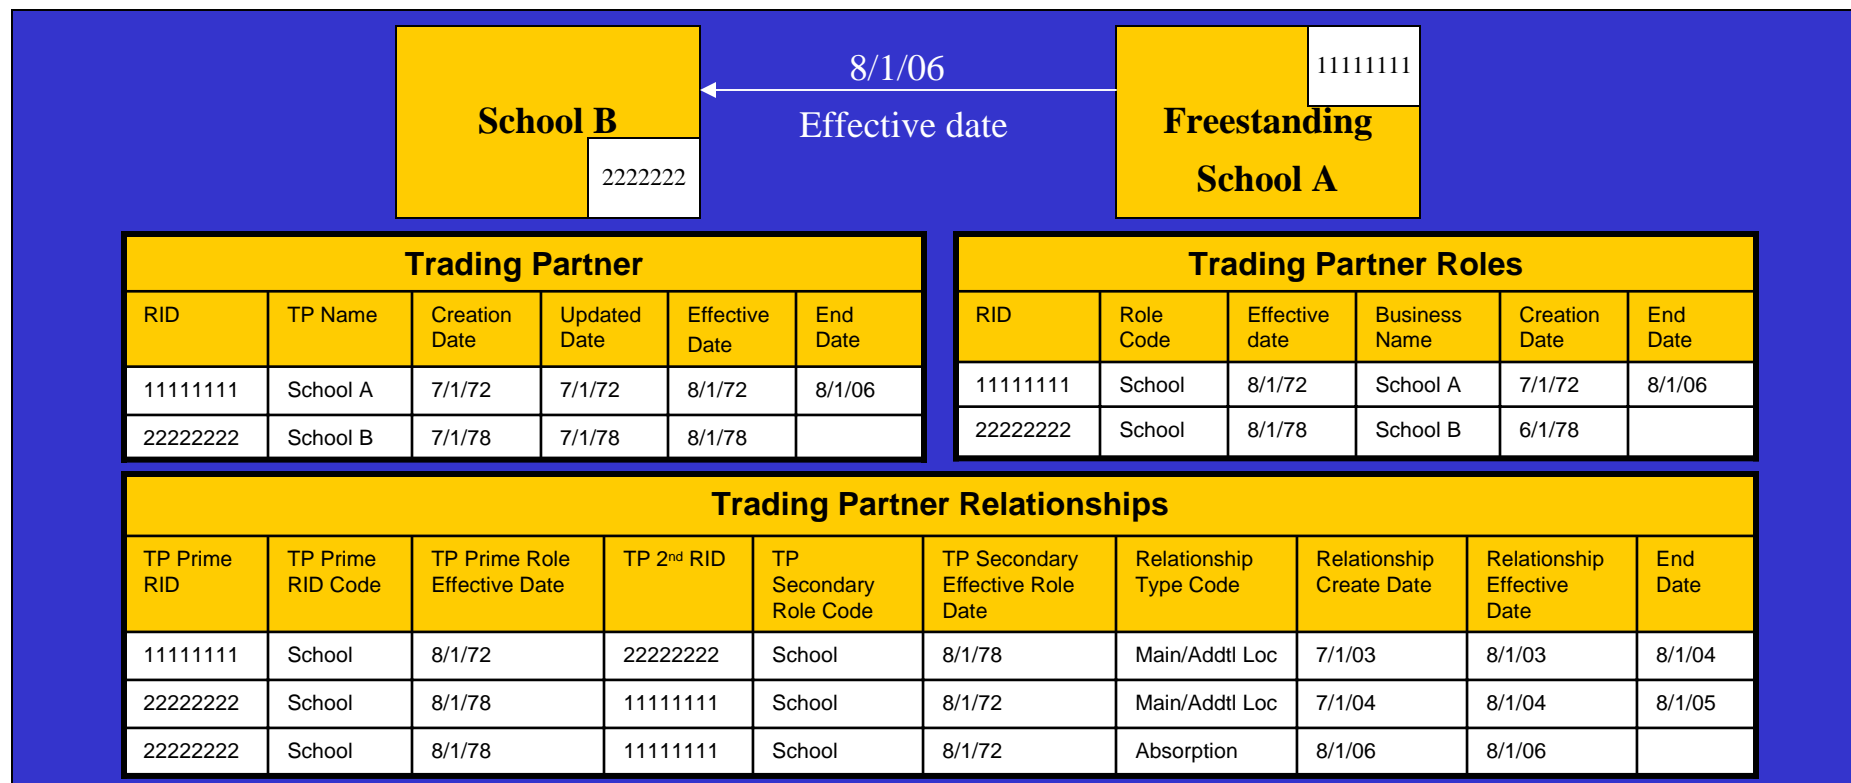 School B
2222222
8/1/06
Effective date
11111111
Freestanding
School A
Trading Partner
RID TP Name Creation Date Updated Date Effective Date End Date
11111111 School A 7/1/72 7/1/72 8/1/72 8/1/06
22222222 School B 7/1/78 7/1/78 8/1/78
Trading Partner Roles
RID Role Code Effective date Business Name Creation Date End Date
11111111 School 8/1/72 School A 7/1/72 8/1/06
22222222 School 8/1/78 School B 6/1/78
Trading Partner Relationships
TP Prime RID TP Prime RID Code TP Prime Role Effective Date TP 2nd RID TP Secondary Role Code TP Secondary Effective Role Date Relationship Type Code Relationship Create Date Relationship Effective Date End Date
11111111 School 8/1/72 22222222 School 8/1/78 Main/Addtl Loc 7/1/03 8/1/03 8/1/04
22222222 School 8/1/78 11111111 School 8/1/72 Main/Addtl Loc 7/1/04 8/1/04 8/1/05
22222222 School 8/1/78 11111111 School 8/1/72 Absorption 8/1/06 8/1/06